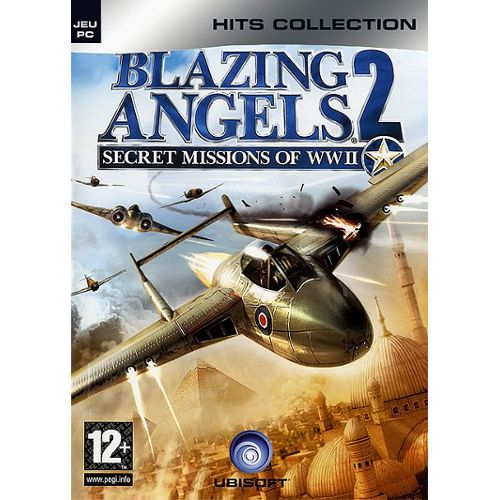 JEU
PC
HITS COLLECTION
BLAZING
ANGELS 2
SECRET MISSIONS OF WWII
12+
www.pegi.info
UBISOFT